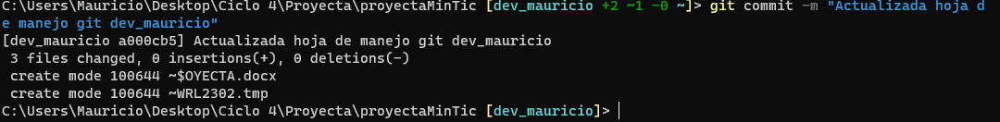 C:\Users\Mauricio\Desktop\Ciclo 4\Proyecta\proyectaMinTic [dev_mauricio +2 ~1 -0 ~]> git commit -m "Actualizada hoja d
e manejo git dev_mauricio"
[dev_mauricio a000cb5] Actualizada hoja de manejo git dev_mauricio
 3 files changed, 0 insertions(+), 0 deletions(-)
 create mode 100644 ~$OYECTA.docx
 create mode 100644 ~WRL2302.tmp
C:\Users\Mauricio\Desktop\Ciclo 4\Proyecta\proyectaMinTic [dev_mauricio]>